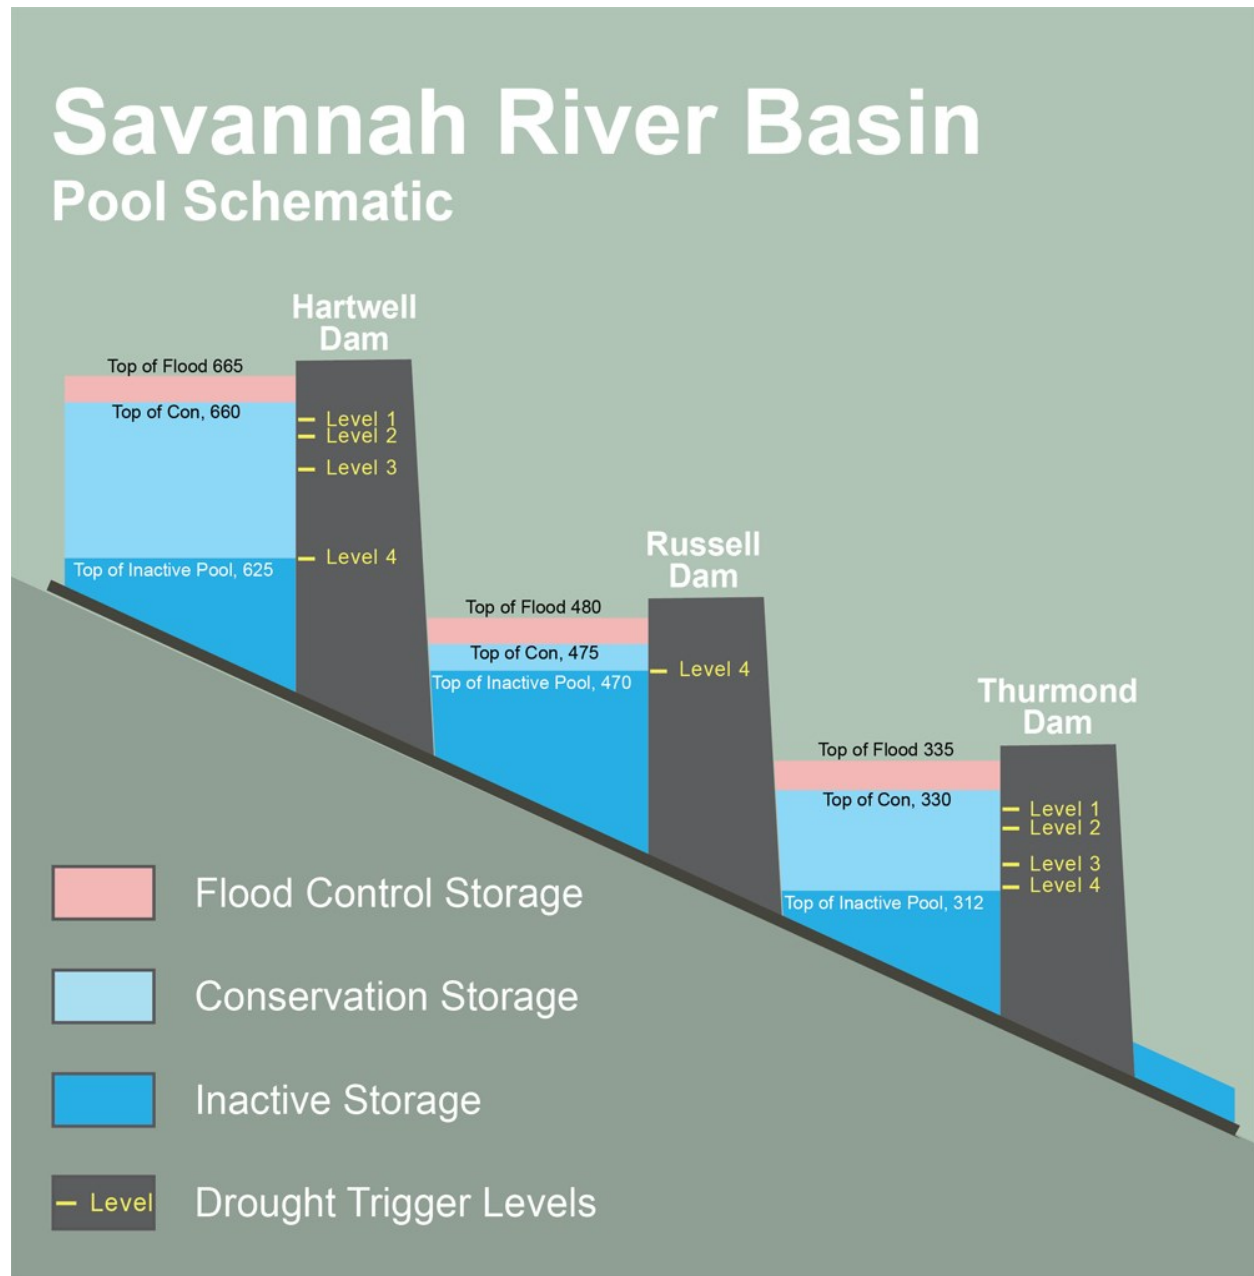 Savannah River Basin
Pool Schematic
Hartwell
Dam
Top of Flood 665
Top of Con, 660
Level 1
Level 2
Level 3
Level 4
Top of Inactive Pool, 625
Russell
Dam
Top of Flood 480
Top of Con, 475
Top of Inactive Pool, 470
Level 4
Thurmond
Dam
Top of Flood 335
Top of Con, 330
Level 1
Level 2
Level 3
Level 4
Top of Inactive Pool, 312
Flood Control Storage
Conservation Storage
Inactive Storage
Level
Drought Trigger Levels